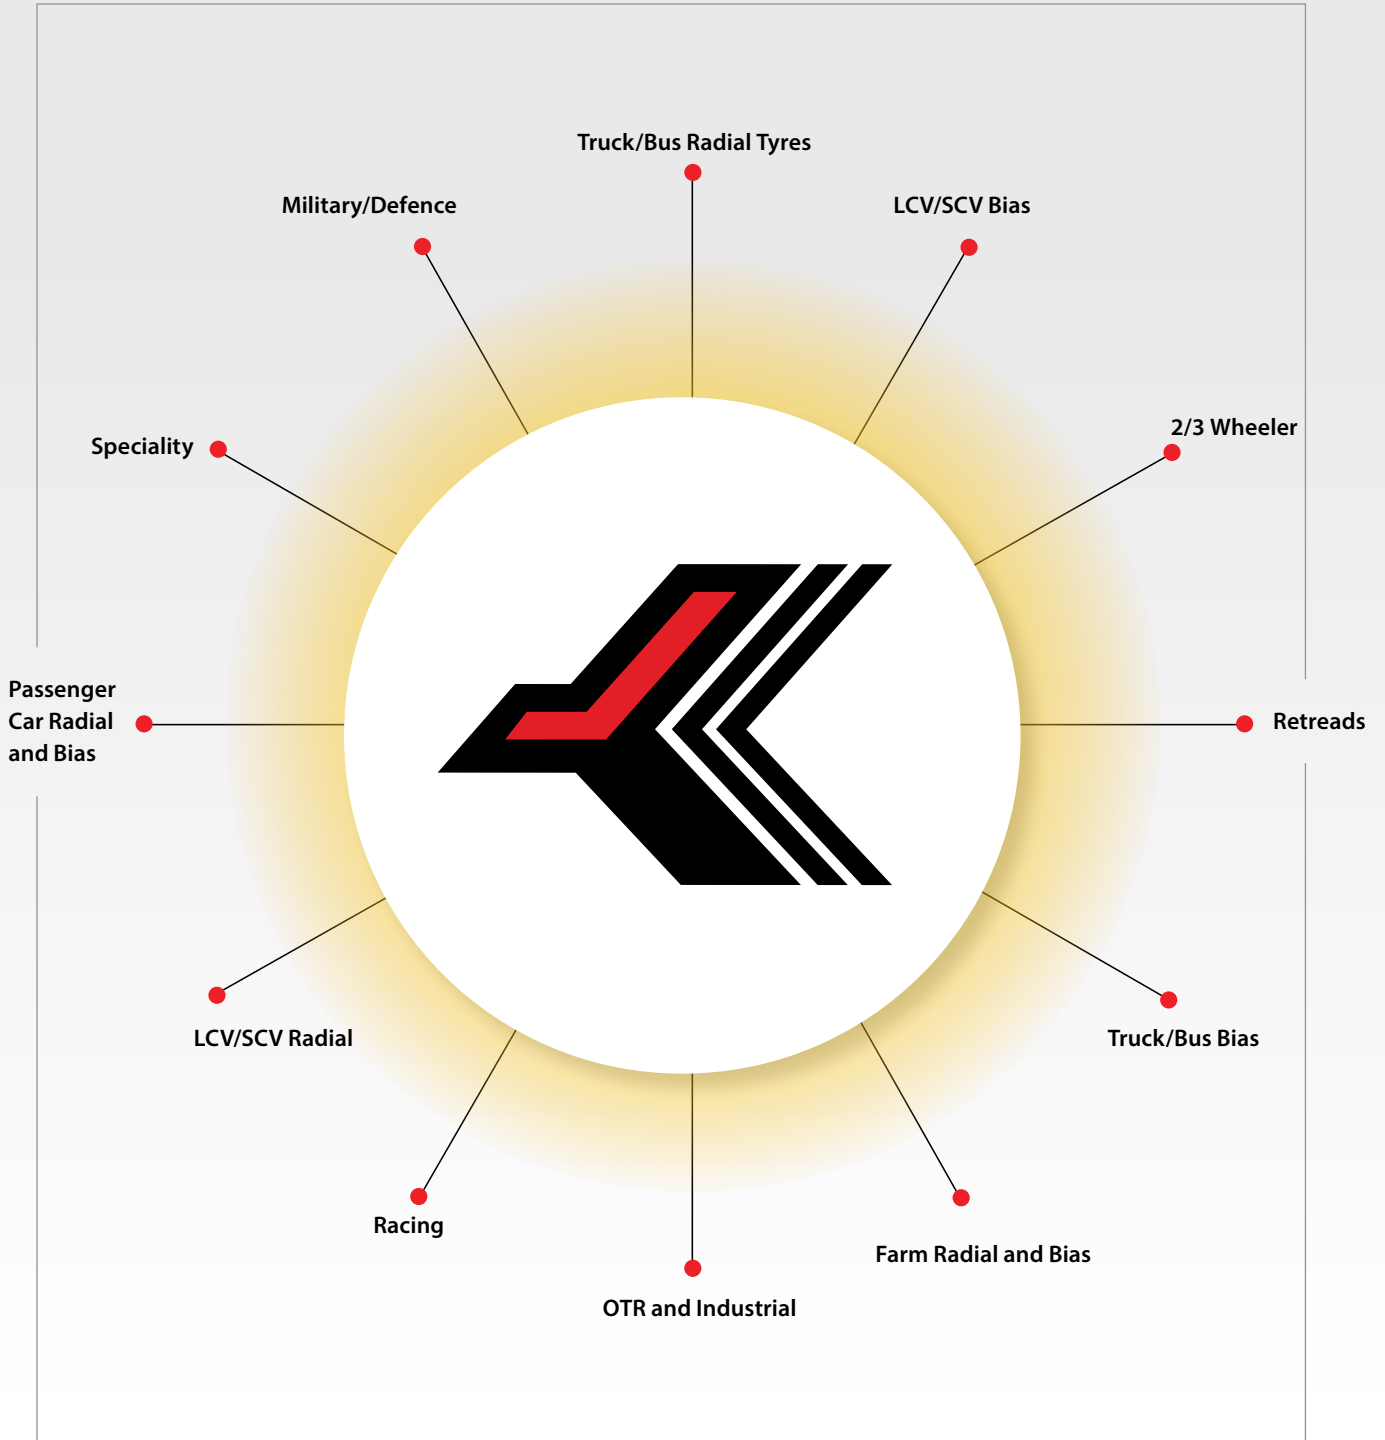 Truck/Bus Radial Tyres
Military/Defence
LCV/SCV Bias
2/3 Wheeler
Speciality
Passenger
Car Radial
and Bias
Retreads
LCV/SCV Radial
Truck/Bus Bias
Racing
Farm Radial and Bias
OTR and Industrial